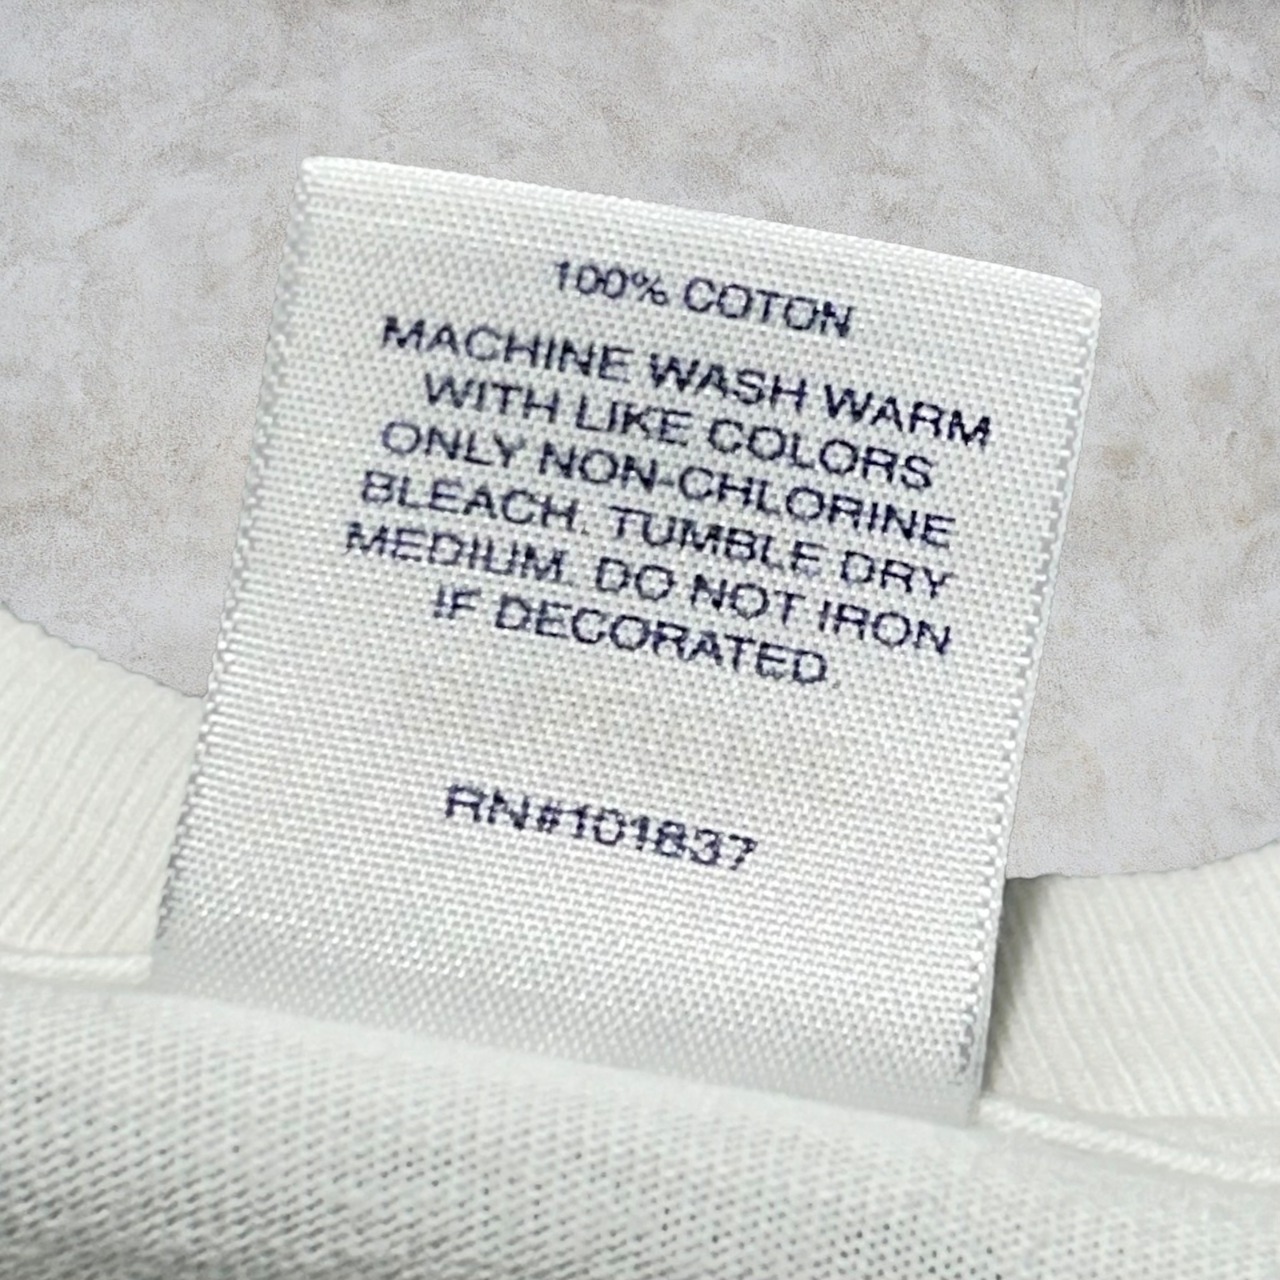 100% COTON
MACHINE WASH WARM
WITH LIKE COLORS
ONLY NON-CHLORINE
BLEACH. TUMBLE DRY
MEDIUM. DO NOT IRON
IF DECORATED.
RN#101837